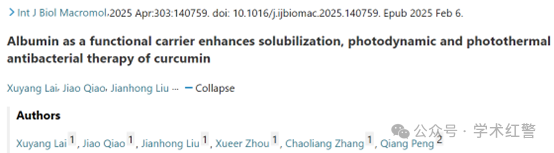 > Int J Biol Macromol. 2025 Apr:303:140759. doi: 10.1016/j.ijbiomac.2025.140759. Epub 2025 Feb 6.
Albumin as a functional carrier enhances solubilization, photodynamic and photothermal
antibacterial therapy of curcumin
Xuyang Lai, Jiao Qiao, Jianhong Liu ... — Collapse
Authors
Xuyang Lai 1, Jiao Qiao 1, Jianhong Liu 1, Xueer Zhou 1, Chaoliang Zhang 1, Qiang Peng 2
公众号 · 学术红警